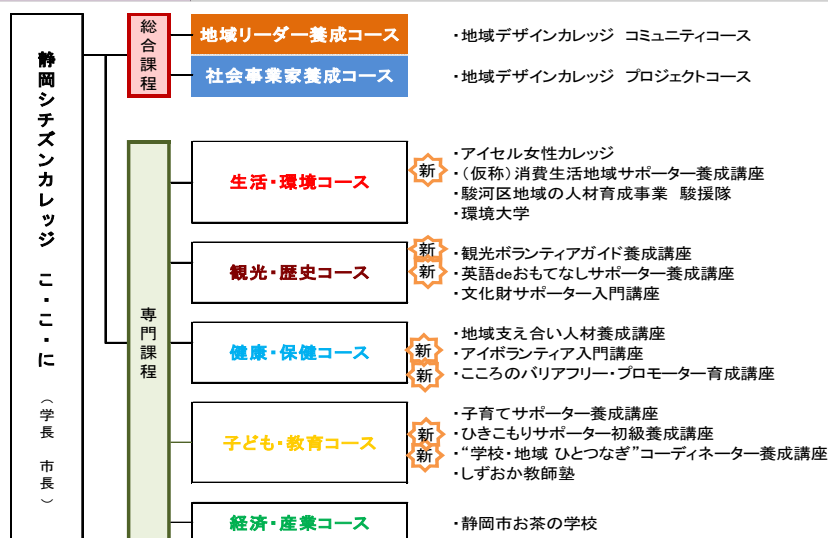 静岡シチズンカレッジ こ・こ・に
（学長 市長）
総合課程
地域リーダー養成コース
・地域デザインカレッジ コミュニティコース
社会事業家養成コース
・地域デザインカレッジ プロジェクトコース
専門課程
生活・環境コース
新
・アイセル女性カレッジ
・（仮称）消費生活地域サポーター養成講座
・駿河区地域の人材育成事業 駿援隊
・環境大学
観光・歴史コース
新
新
・観光ボランティアガイド養成講座
・英語deおもてなしサポーター養成講座
・文化財サポーター入門講座
健康・保健コース
新
新
・地域支え合い人材養成講座
・アイボランティア入門講座
・こころのバリアフリー・プロモーター育成講座
子ども・教育コース
新
新
・子育てサポーター養成講座
・ひきこもりサポーター初級養成講座
・“学校・地域 ひとつなぎ”コーディネーター養成講座
・しずおか教師塾
経済・産業コース
・静岡市お茶の学校